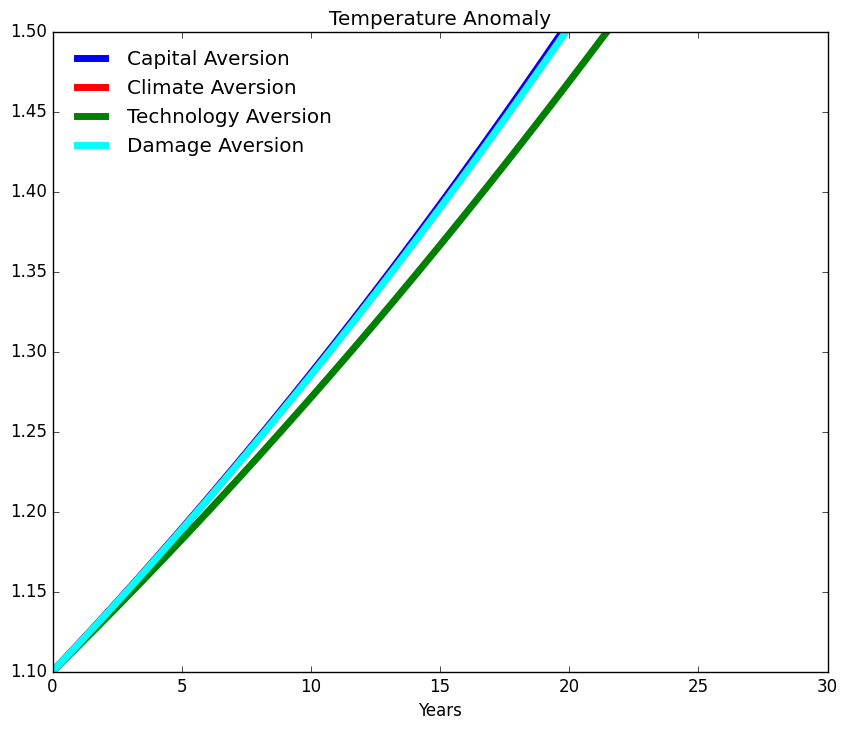 Temperature Anomaly
1.50
1.45
1.40
1.35
1.30
1.25
1.20
1.15
1.10
Capital Aversion
Climate Aversion
Technology Aversion
Damage Aversion
0 5 10 15 20 25 30
Years